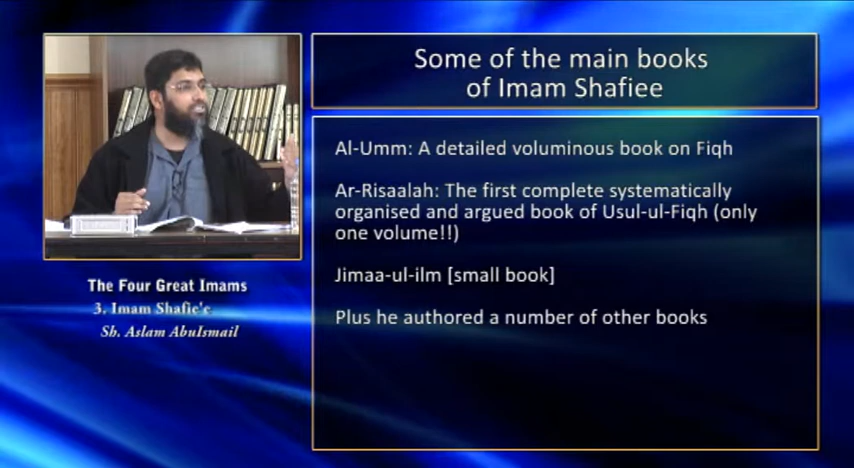 Some of the main books
of Imam Shafiee
Al-Umm: A detailed voluminous book on Fiqh
Ar-Risaalah: The first complete systematically
organised and argued book of Usul-ul-Fiqh (only
one volume!!)
Jimaa-ul-ilm [small book]
Plus he authored a number of other books
The Four Great Imams
3. Imam Shafie'e
Sh. Aslam AbuIsmail